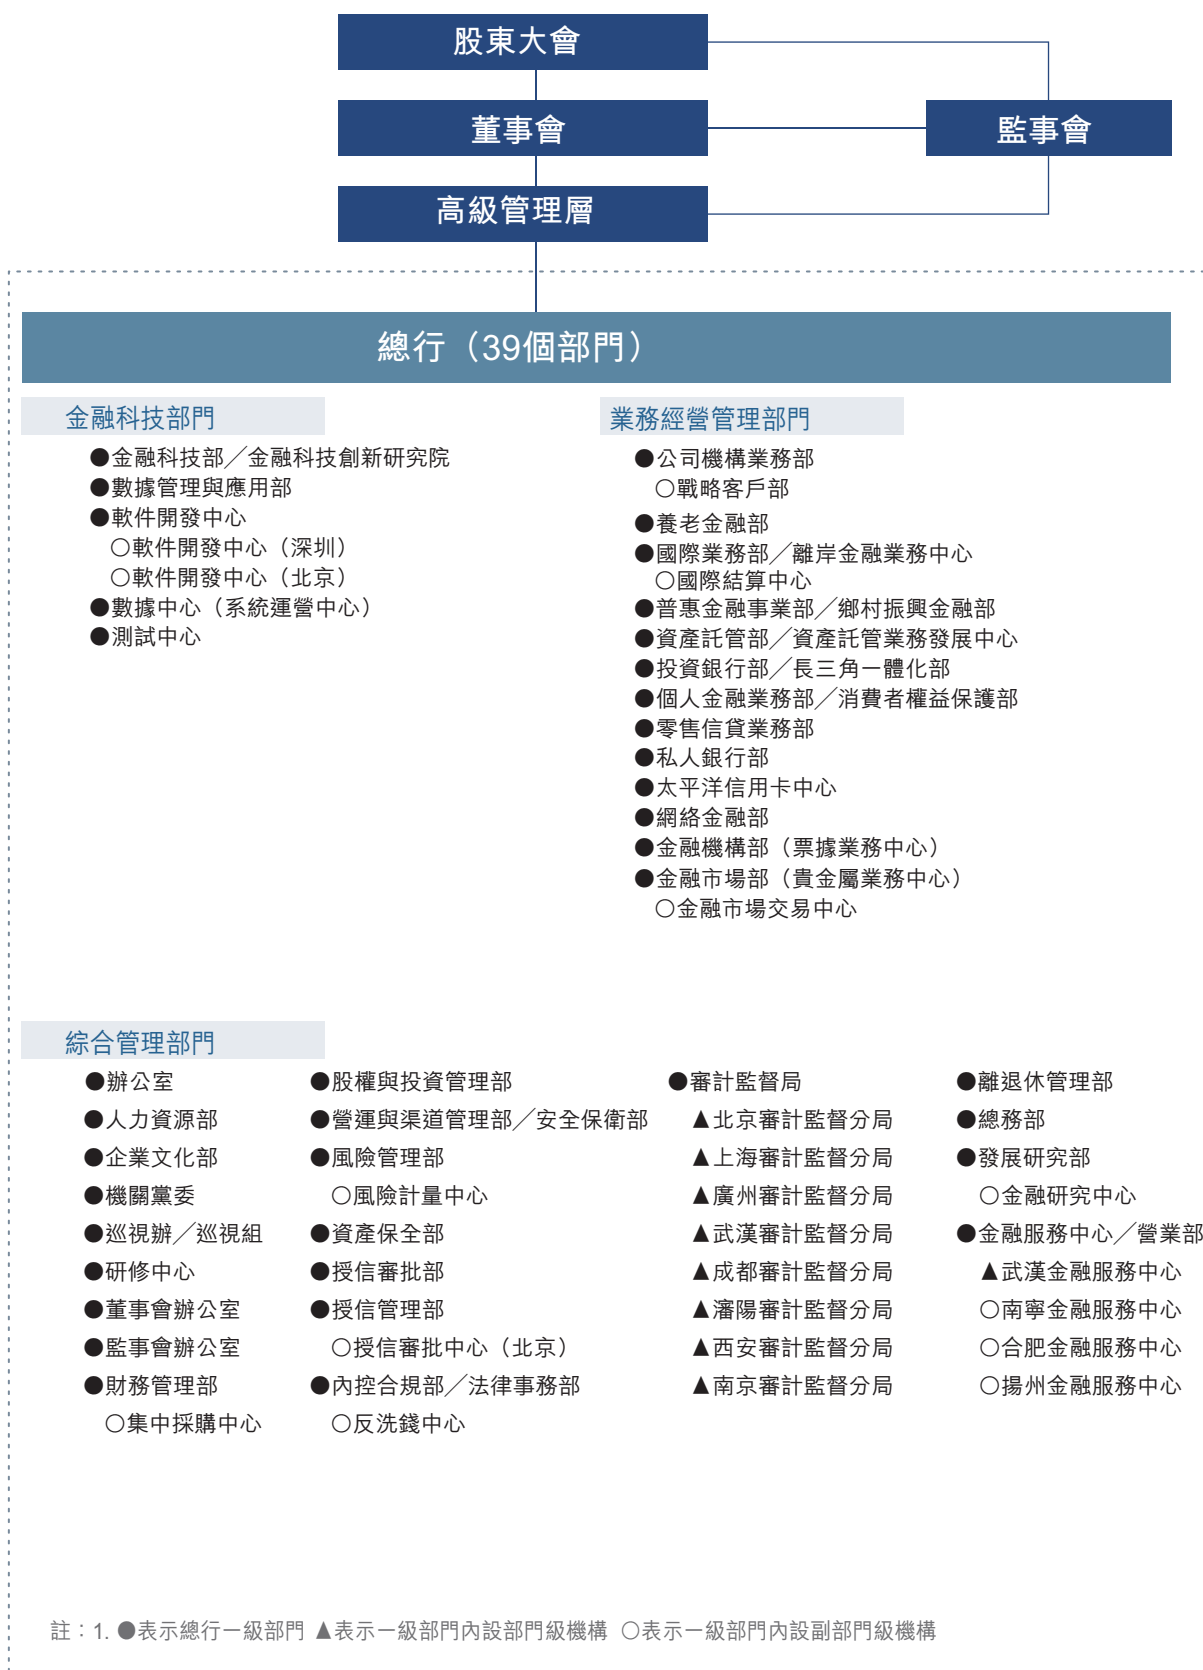 股東大會
董事會
監事會
高級管理層
總行（39個部門）
金融科技部門
●金融科技部／金融科技創新研究院
●數據管理與應用部
●軟件開發中心
○軟件開發中心（深圳）
○軟件開發中心（北京）
●數據中心（系統運營中心）
●測試中心
業務經營管理部門
●公司機構業務部
○戰略客戶部
●養老金融部
●國際業務部／離岸金融業務中心
○國際結算中心
●普惠金融事業部／鄉村振興金融部
●資產託管部／資產託管業務發展中心
●投資銀行部／長三角一體化部
●個人金融業務部／消費者權益保護部
●零售信貸業務部
●私人銀行部
●太平洋信用卡中心
●網絡金融部
●金融機構部（票據業務中心）
●金融市場部（貴金屬業務中心）
○金融市場交易中心
綜合管理部門
●辦公室
●人力資源部
●企業文化部
●機關黨委
●巡視辦／巡視組
●研修中心
●董事會辦公室
●監事會辦公室
●財務管理部
○集中採購中心
●股權與投資管理部
●營運與渠道管理部／安全保衛部
●風險管理部
○風險計量中心
●資產保全部
●授信審批部
●授信管理部
○授信審批中心（北京）
●內控合規部／法律事務部
○反洗錢中心
●審計監督局
▲北京審計監督分局
▲上海審計監督分局
▲廣州審計監督分局
▲武漢審計監督分局
▲成都審計監督分局
▲瀋陽審計監督分局
▲西安審計監督分局
▲南京審計監督分局
●離退休管理部
●總務部
●發展研究部
○金融研究中心
●金融服務中心／營業部
▲武漢金融服務中心
○南寧金融服務中心
○合肥金融服務中心
○揚州金融服務中心
註：1. ●表示總行一級部門 ▲表示一級部門內設部門級機構 ○表示一級部門內設副部門級機構